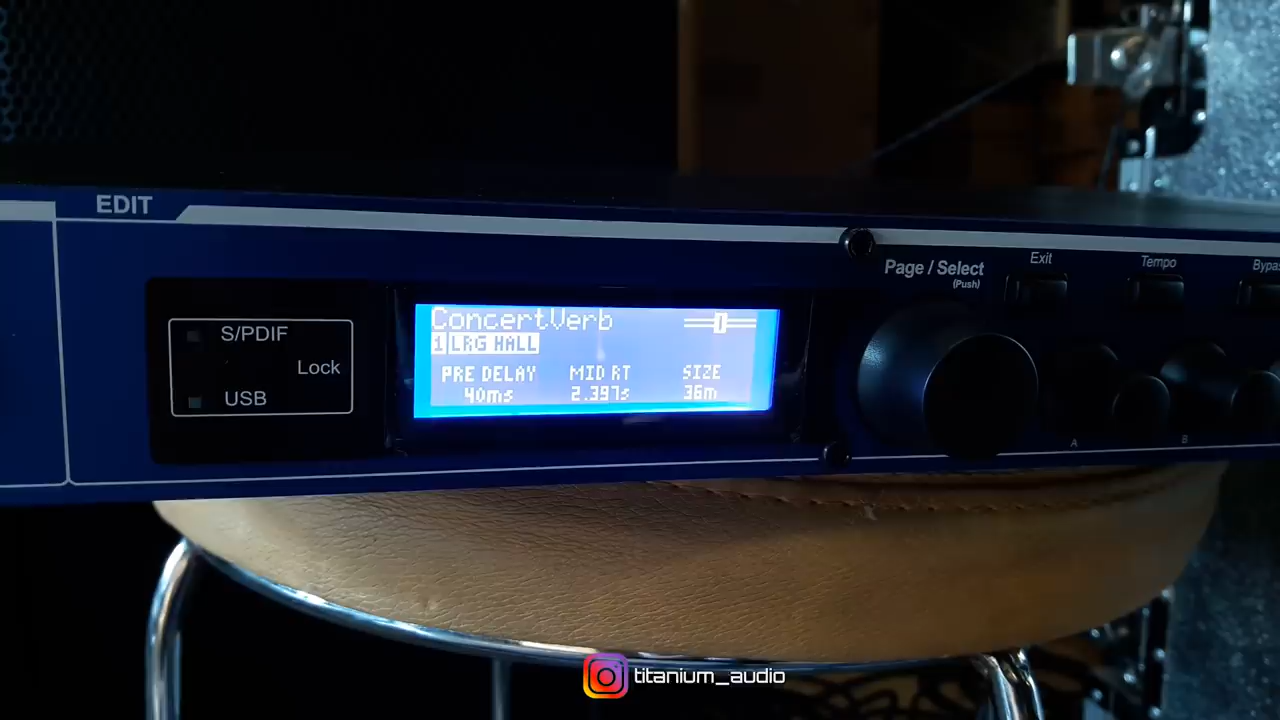 EDIT
S/PDIF
Lock
USB
ConcertVerb
1 LRG HALL
PRE DELAY MID RT SIZE
40ms 2.397s 36m
Page / Select
(Push)
Exit
Tempo
A
B
titanium_audio